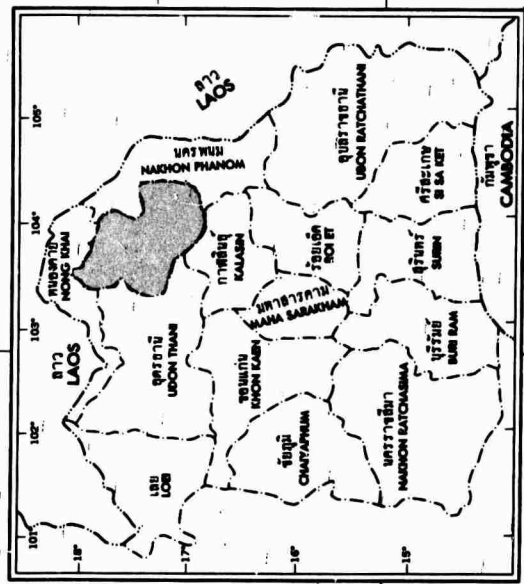 101°
102°
103°
104°
105°
18°
17°
16°
15°
ลาว
LAOS
ลาว
LAOS
หนองคาย
NONG KHAI
นครพนม
NAKHON PHANOM
เลย
LOEI
อุดรธานี
UDON THANI
กาฬสินธุ์
KALASIN
ขอนแก่น
KHON KAEN
มหาสารคาม
MAHA SARAKHAM
ร้อยเอ็ด
ROI ET
ชัยภูมิ
CHAIYAPHUM
อุบลราชธานี
UBON RATCHATHANI
นครราชสีมา
NAKHON RATCHASIMA
บุรีรัมย์
BURI RAM
สุรินทร์
SURIN
ศรีสะเกษ
SI SA KET
กัมพูชา
CAMBODIA